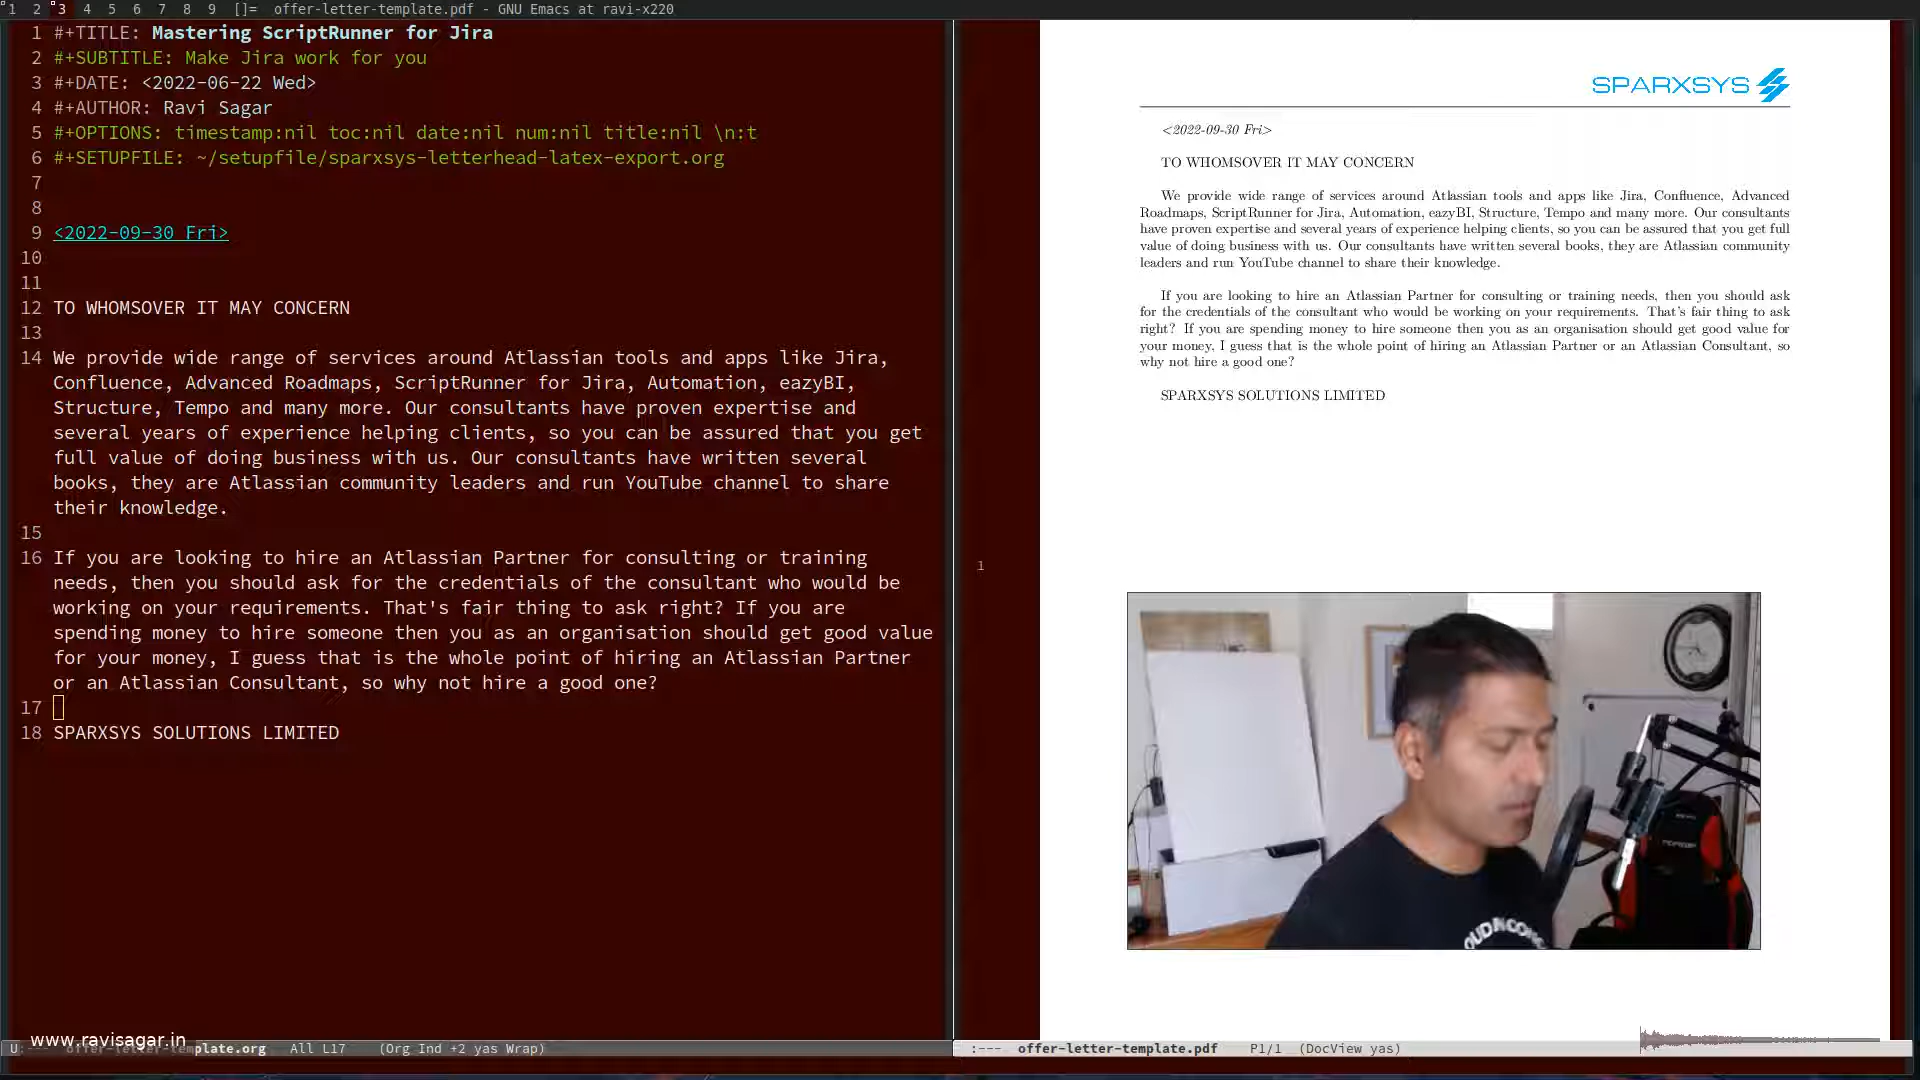 1 2 3 4 5 6 7 8 9 []= offer-letter-template.pdf - GNU Emacs at ravi-x220
1 #+TITLE: Mastering ScriptRunner for Jira
2 #+SUBTITLE: Make Jira work for you
3 #+DATE: <2022-06-22 Wed>
4 #+AUTHOR: Ravi Sagar
5 #+OPTIONS: timestamp:nil toc:nil date:nil num:nil title:nil \n:t
6 #+SETUPFILE: ~/setupfile/sparxsys-letterhead-latex-export.org
7
8
9 <2022-09-30 Fri>
10
11
12 TO WHOMSOVER IT MAY CONCERN
13
14 We provide wide range of services around Atlassian tools and apps like Jira,
Confluence, Advanced Roadmaps, ScriptRunner for Jira, Automation, eazyBI,
Structure, Tempo and many more. Our consultants have proven expertise and
several years of experience helping clients, so you can be assured that you get
full value of doing business with us. Our consultants have written several
books, they are Atlassian community leaders and run YouTube channel to share
their knowledge.
15
16 If you are looking to hire an Atlassian Partner for consulting or training
needs, then you should ask for the credentials of the consultant who would be
working on your requirements. That's fair thing to ask right? If you are
spending money to hire someone then you as an organisation should get good value
for your money, I guess that is the whole point of hiring an Atlassian Partner
or an Atlassian Consultant, so why not hire a good one?
17
18 SPARXSYS SOLUTIONS LIMITED
www.ravisagar.in
U:--- offer-letter-template.org All L17 (Org Ind +2 yas Wrap)
SPARXSYS
<2022-09-30 Fri>
TO WHOMSOVER IT MAY CONCERN
We provide wide range of services around Atlassian tools and apps like Jira, Confluence, Advanced
Roadmaps, ScriptRunner for Jira, Automation, eazyBI, Structure, Tempo and many more. Our consultants
have proven expertise and several years of experience helping clients, so you can be assured that you get full
value of doing business with us. Our consultants have written several books, they are Atlassian community
leaders and run YouTube channel to share their knowledge.
If you are looking to hire an Atlassian Partner for consulting or training needs, then you should ask
for the credentials of the consultant who would be working on your requirements. That's fair thing to ask
right? If you are spending money to hire someone then you as an organisation should get good value for
your money, I guess that is the whole point of hiring an Atlassian Partner or an Atlassian Consultant, so
why not hire a good one?
SPARXSYS SOLUTIONS LIMITED
1
:--- offer-letter-template.pdf P1/1 (DocView yas)